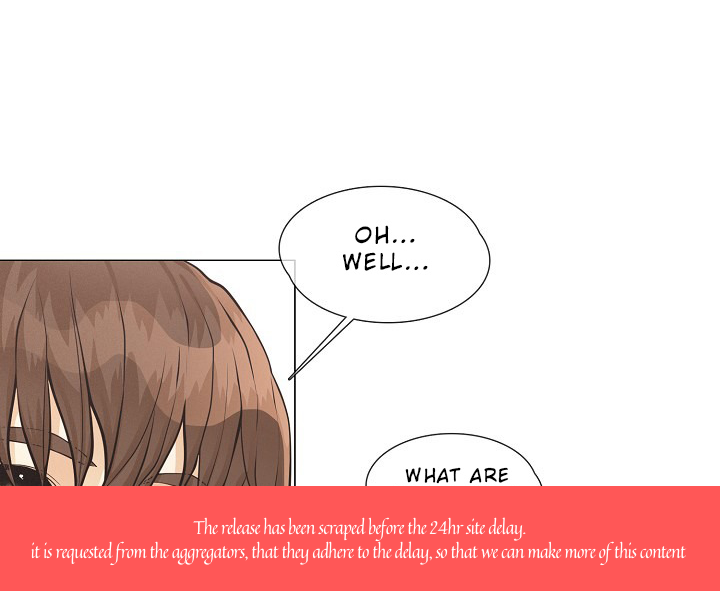 OH...
WELL...
WHAT ARE
The release has been scraped before the 24hr site delay.
it is requested from the aggregators, that they adhere to the delay, so that we can make more of this content